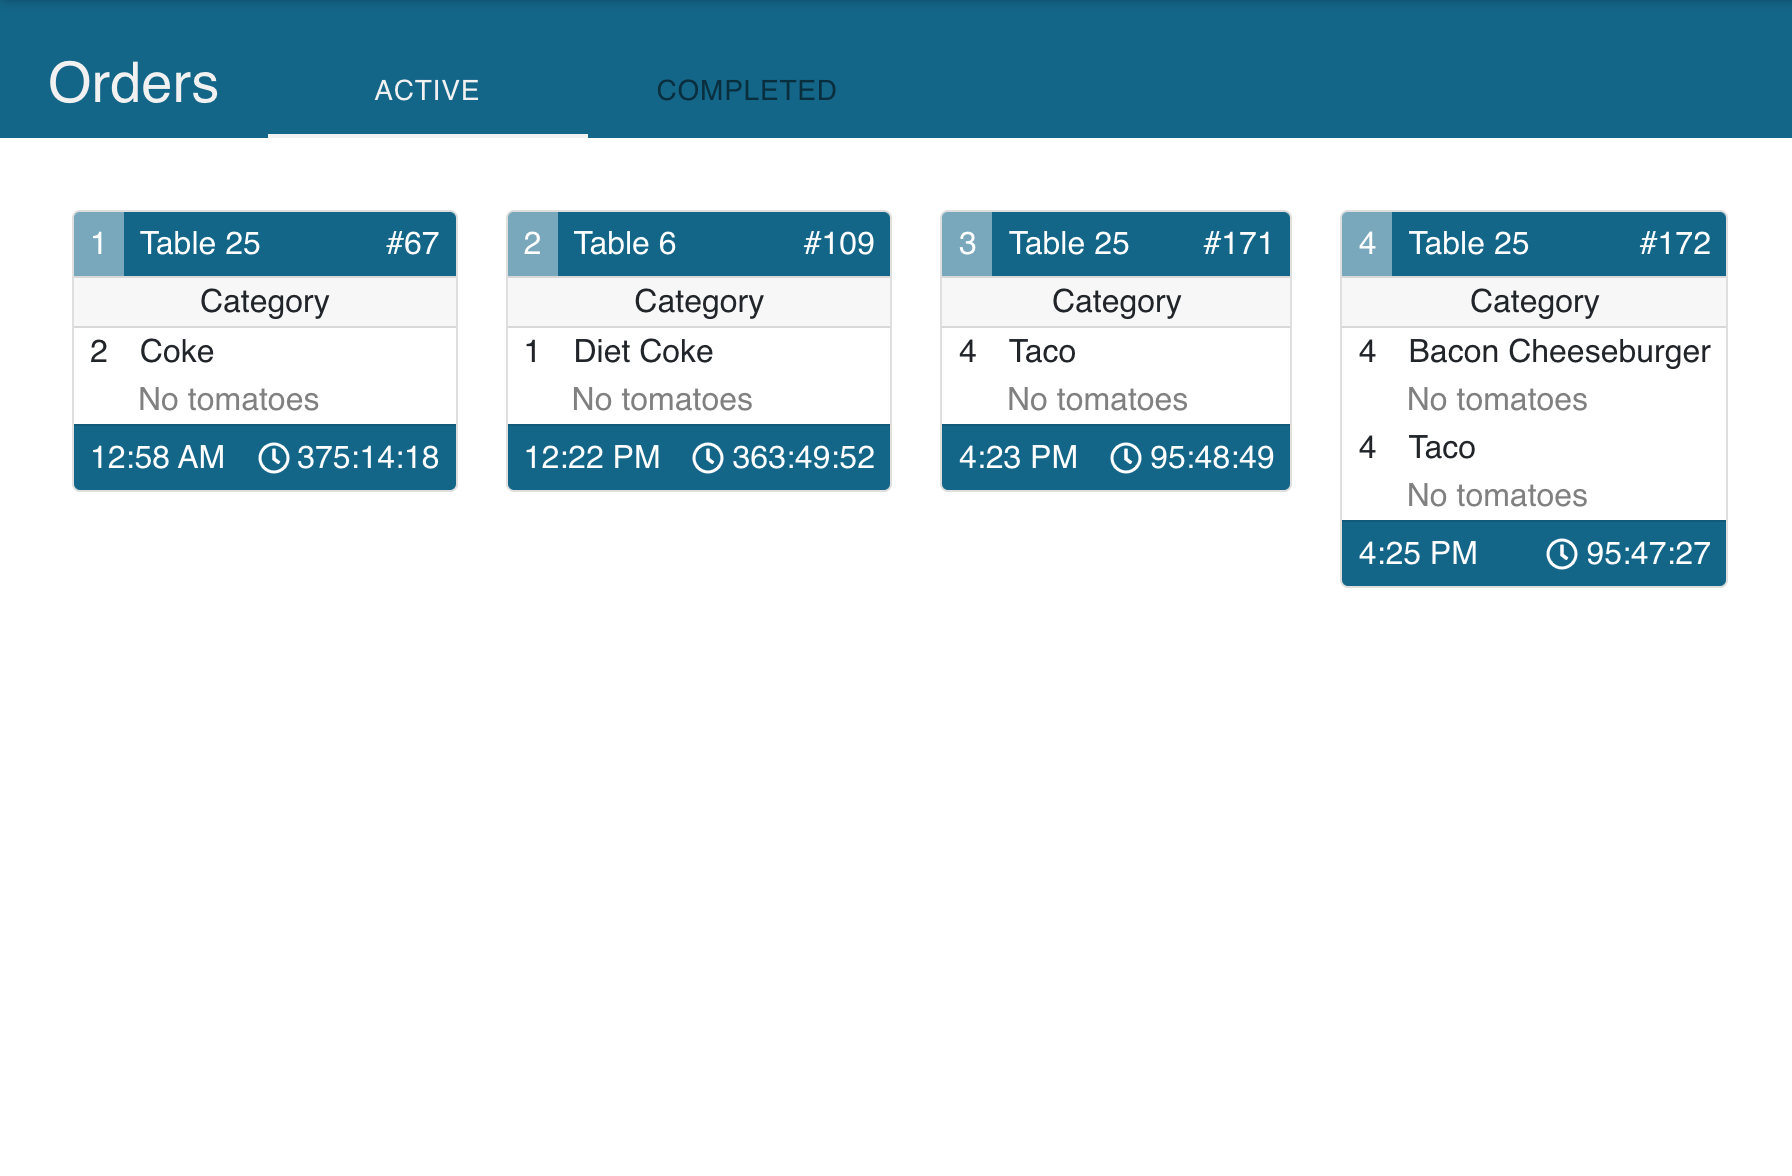 Orders ACTIVE COMPLETED
1 Table 25 #67
Category
2 Coke
No tomatoes
12:58 AM 375:14:18
2 Table 6 #109
Category
1 Diet Coke
No tomatoes
12:22 PM 363:49:52
3 Table 25 #171
Category
4 Taco
No tomatoes
4:23 PM 95:48:49
4 Table 25 #172
Category
4 Bacon Cheeseburger
No tomatoes
4 Taco
No tomatoes
4:25 PM 95:47:27